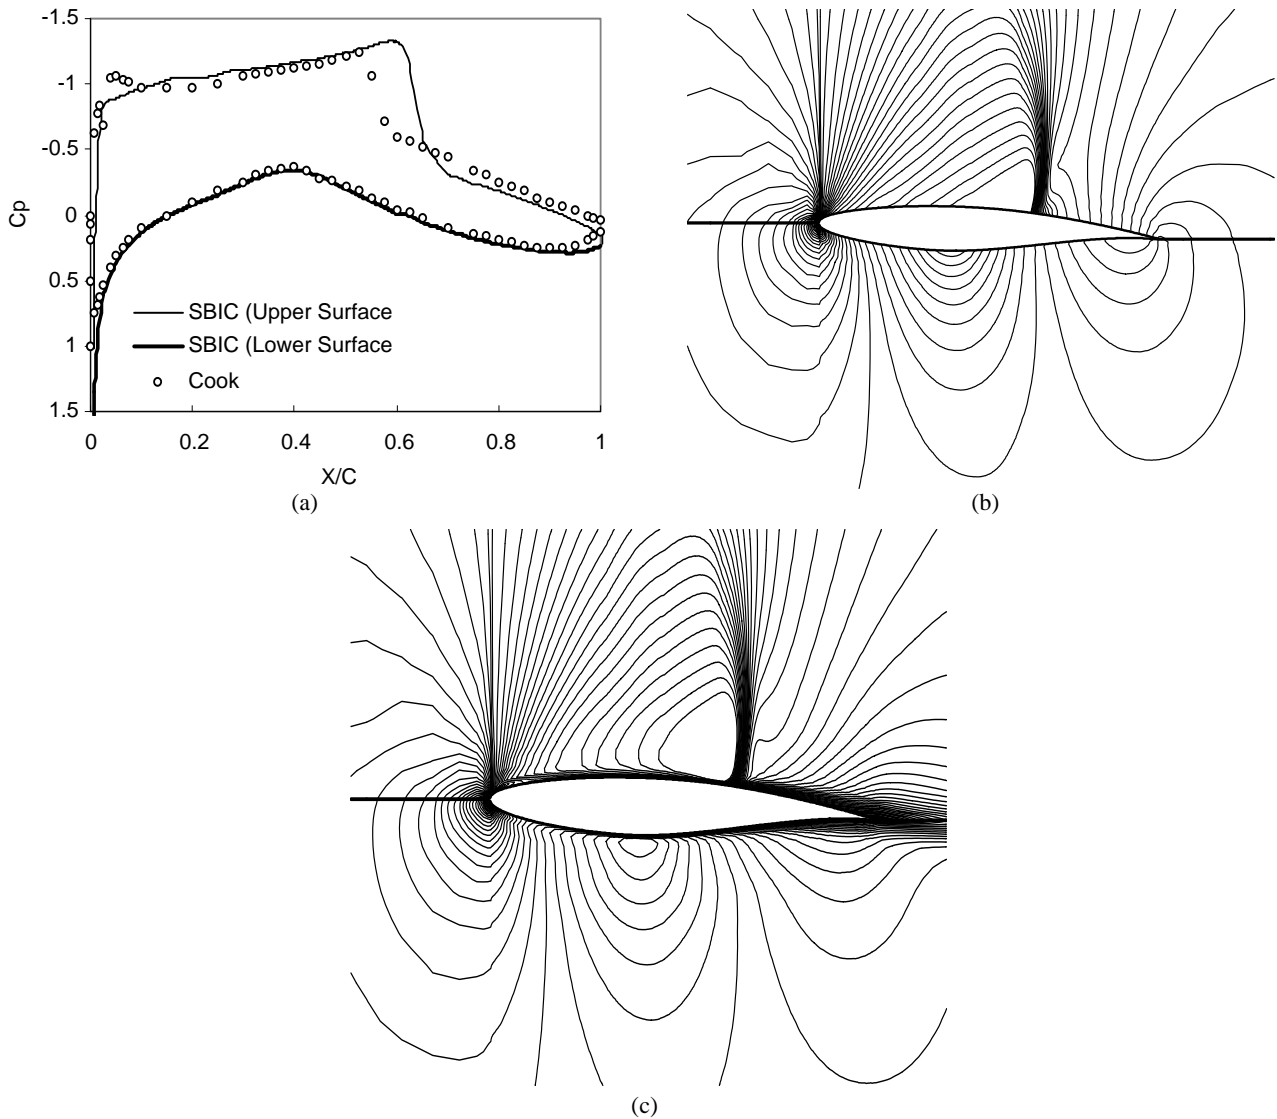 -1.5
-1
-0.5
0
0.5
1
1.5
Cp
SBIC (Upper Surface
SBIC (Lower Surface
Cook
0 0.2 0.4 0.6 0.8 1
X/C
(a)
(b)
(c)